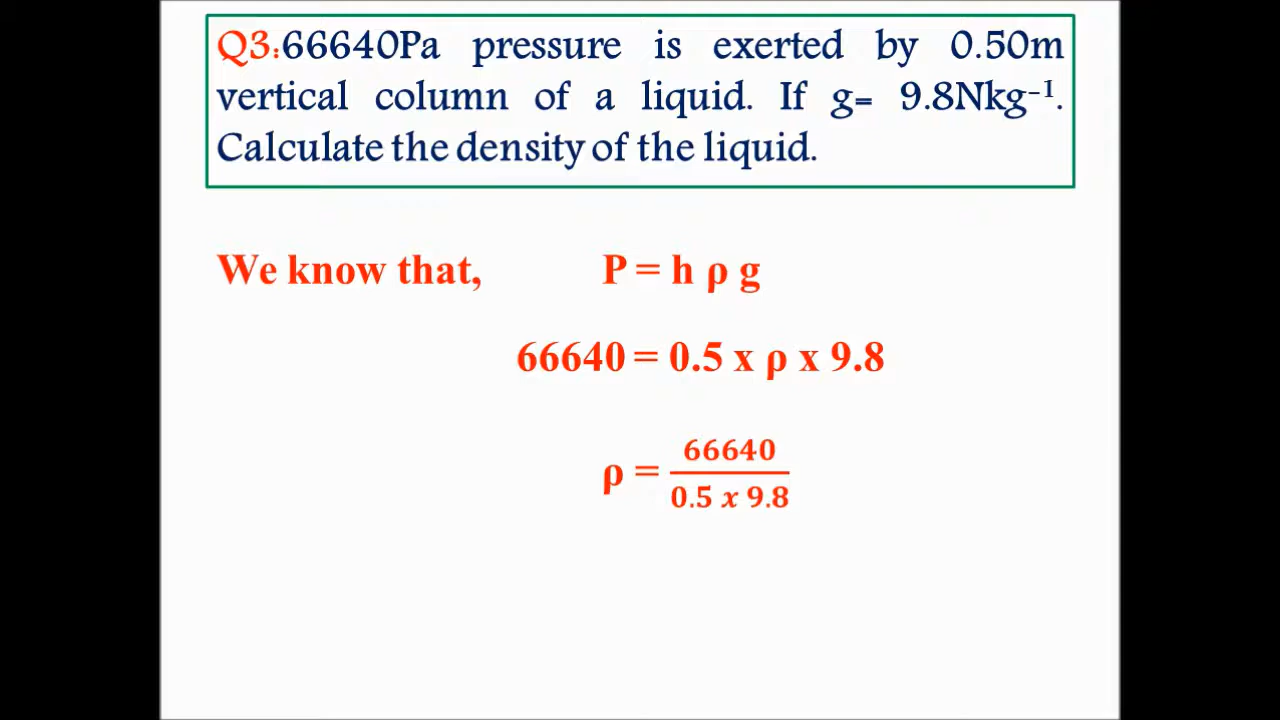 Q3:66640Pa pressure is exerted by 0.50m
vertical column of a liquid. If g= 9.8Nkg⁻¹.
Calculate the density of the liquid.
We know that, P = h ρ g
66640 = 0.5 x ρ x 9.8
ρ = 66640 / 0.5 x 9.8